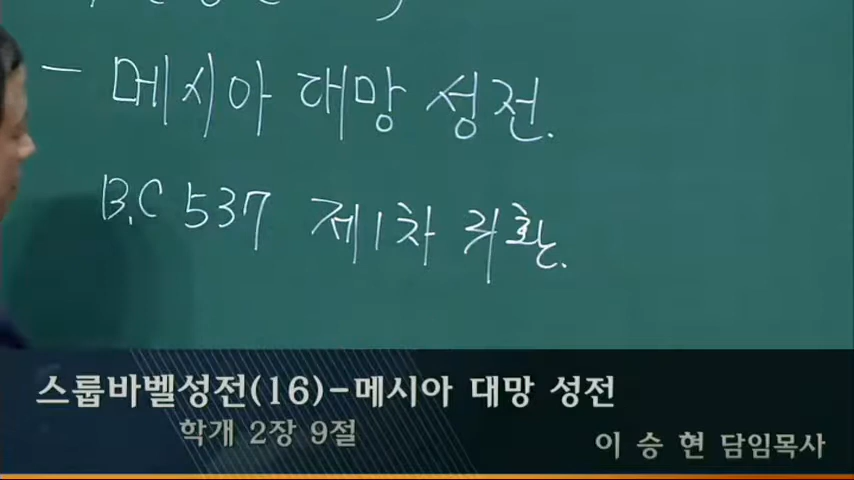 - 메시아 대망 성전.
B.C 537 제1차 귀환.
스룹바벨성전(16)-메시아 대망 성전
학개 2장 9절
이 승 현 담임목사